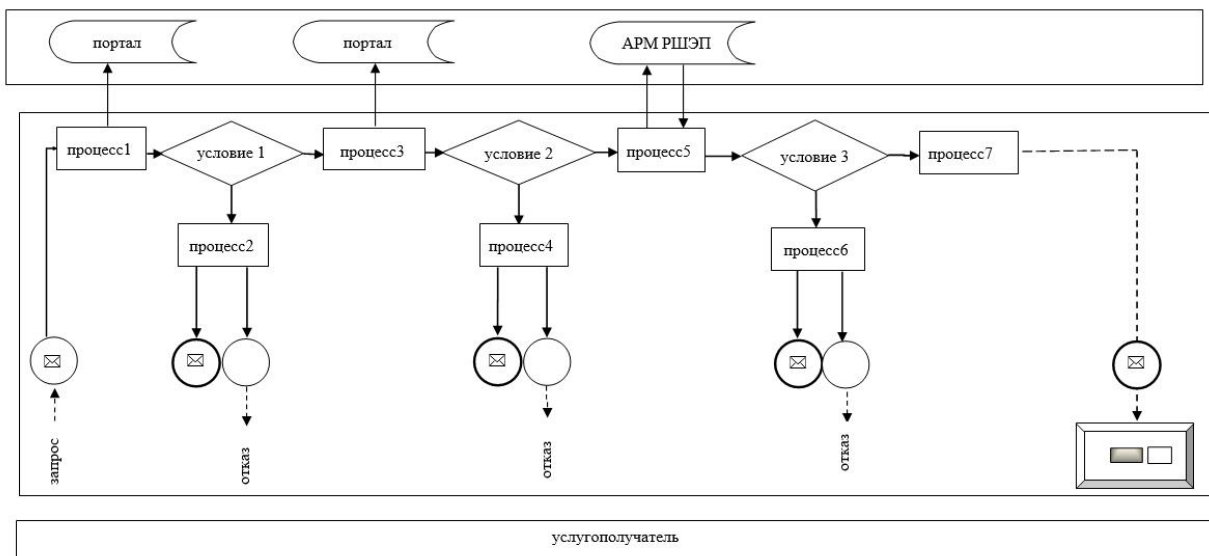 портал
портал
АРМ РШЭП
процесс1
условие 1
процесс3
условие 2
процесс5
условие 3
процесс7
процесс2
процесс4
процесс6
запрос
отказ
отказ
отказ
услугополучатель